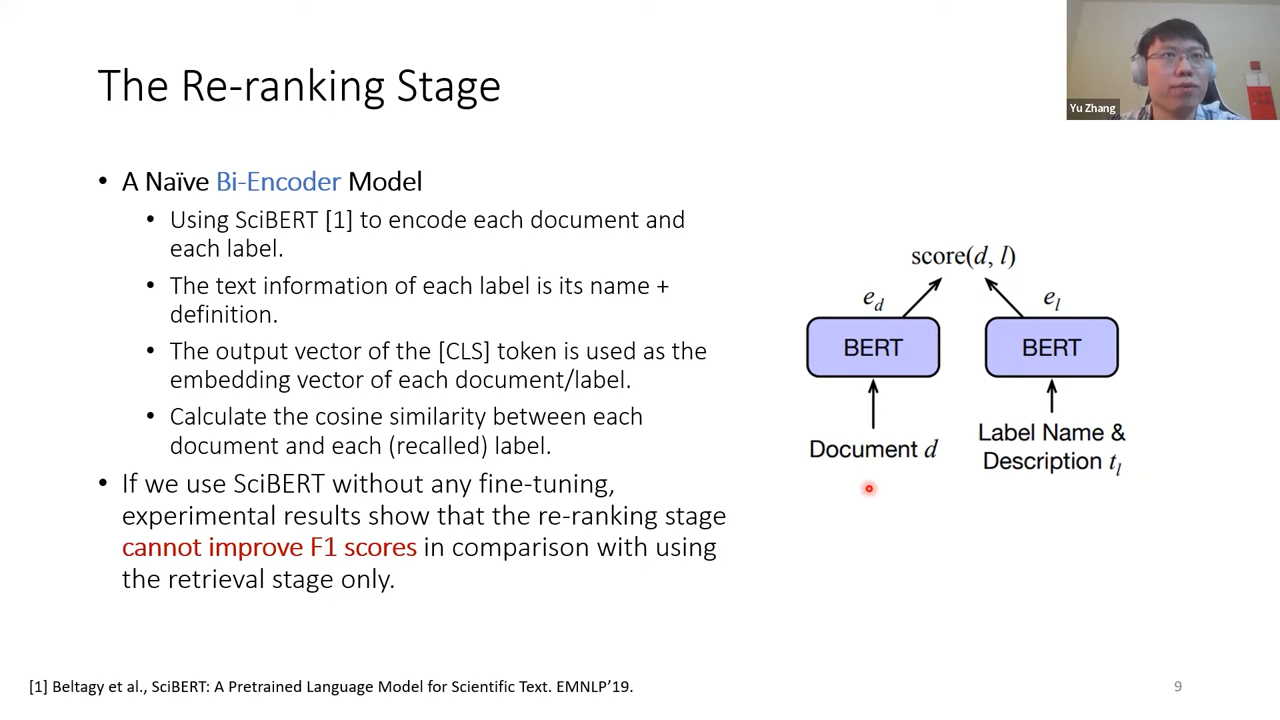 The Re-ranking Stage
Yu Zhang
• A Naïve Bi-Encoder Model
• Using SciBERT [1] to encode each document and
each label.
• The text information of each label is its name +
definition.
• The output vector of the [CLS] token is used as the
embedding vector of each document/label.
• Calculate the cosine similarity between each
document and each (recalled) label.
• If we use SciBERT without any fine-tuning,
experimental results show that the re-ranking stage
cannot improve F1 scores in comparison with using
the retrieval stage only.
score(d, l)
e_d
e_l
BERT
BERT
Document d
Label Name &
Description t_l
[1] Beltagy et al., SciBERT: A Pretrained Language Model for Scientific Text. EMNLP’19.
9